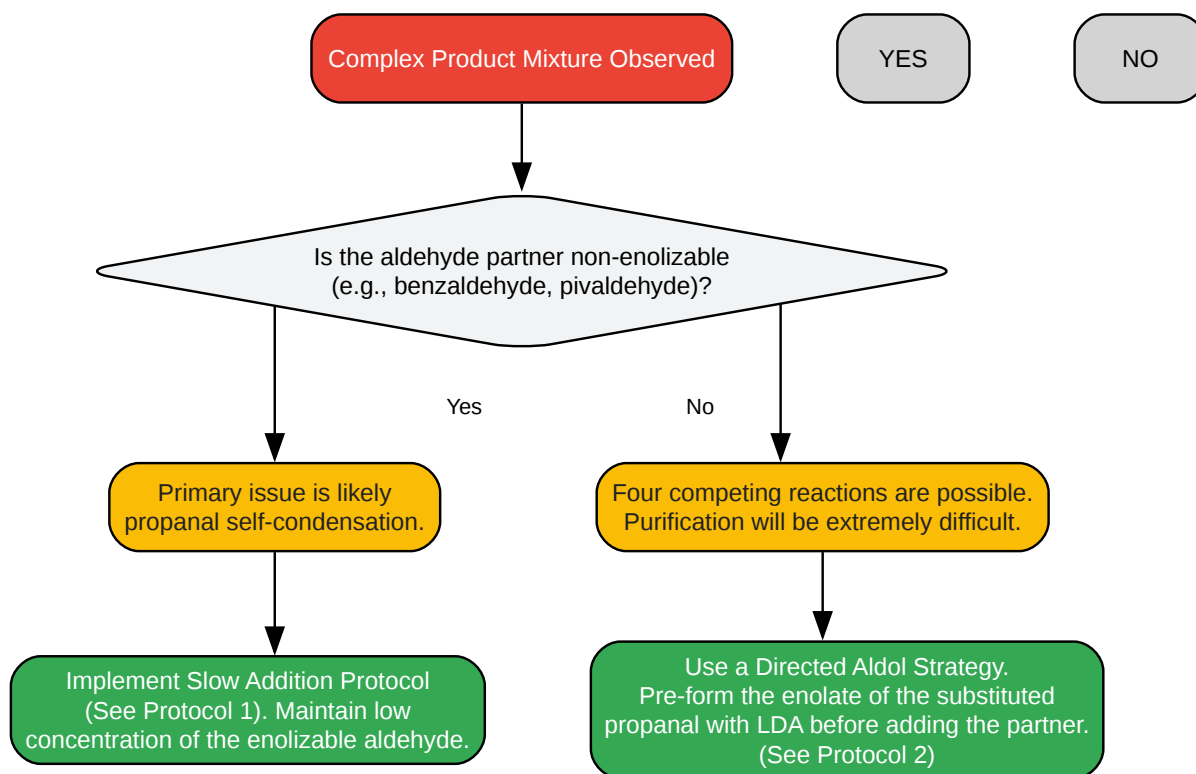 Complex Product Mixture Observed
YES
NO
Is the aldehyde partner non-enolizable
(e.g., benzaldehyde, pivaldehyde)?
Yes
No
Primary issue is likely
propanal self-condensation.
Four competing reactions are possible.
Purification will be extremely difficult.
Implement Slow Addition Protocol
(See Protocol 1). Maintain low
concentration of the enolizable aldehyde.
Use a Directed Aldol Strategy.
Pre-form the enolate of the substituted
propanal with LDA before adding the partner.
(See Protocol 2)